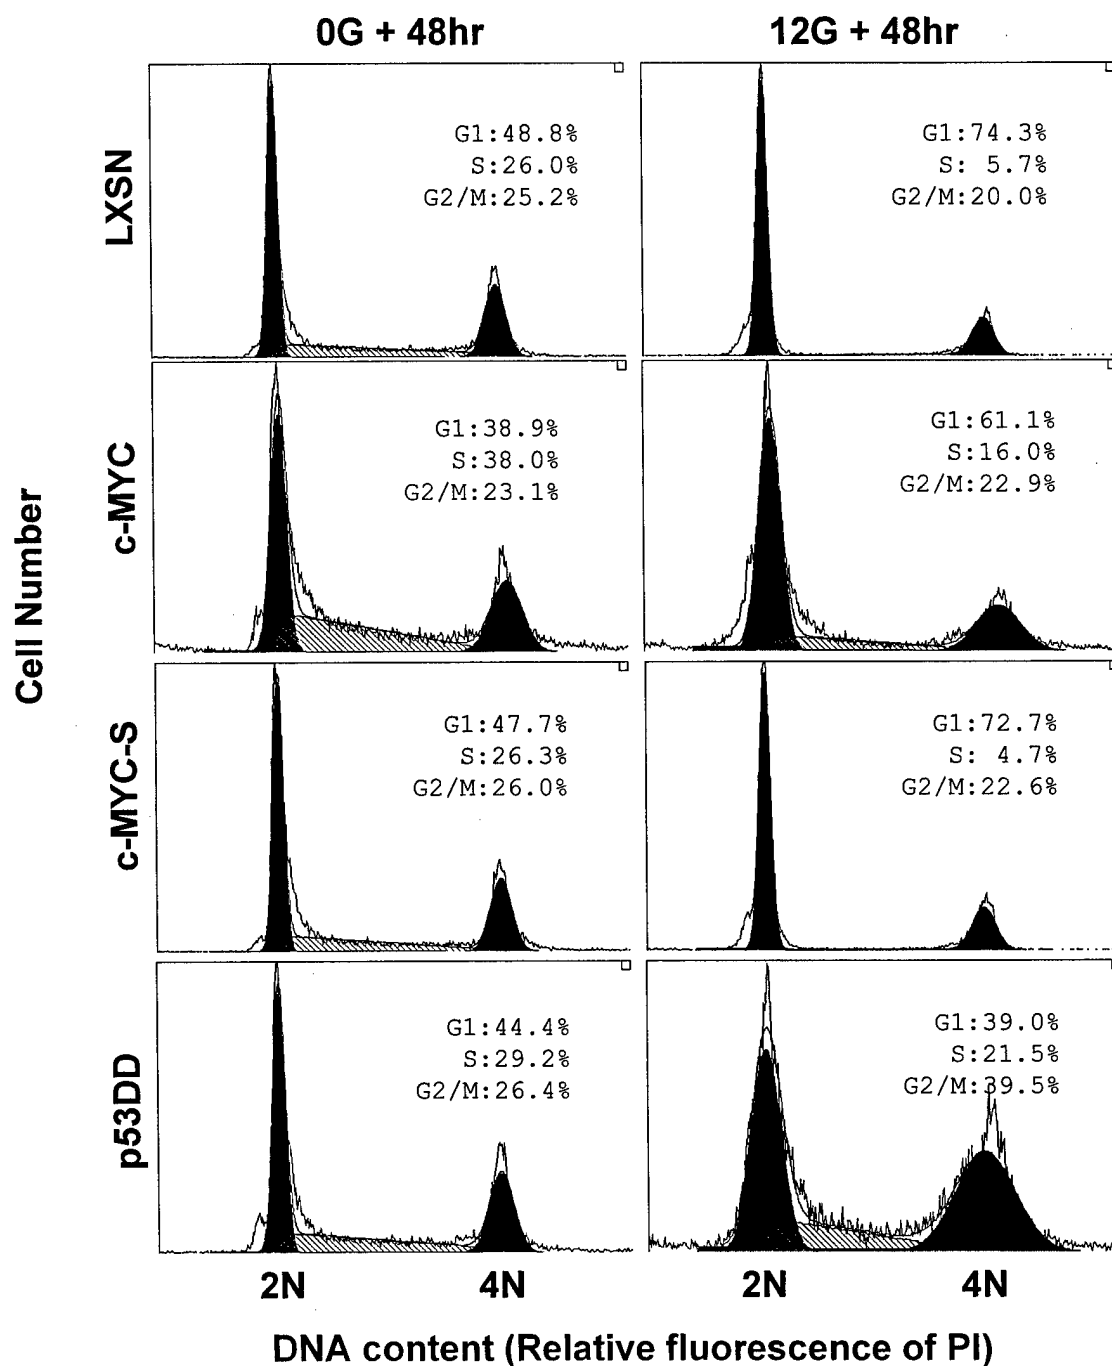 0G + 48hr
12G + 48hr
LXSN
G1:48.8%
S:26.0%
G2/M:25.2%
G1:74.3%
S: 5.7%
G2/M:20.0%
c-MYC
G1:38.9%
S:38.0%
G2/M:23.1%
G1:61.1%
S:16.0%
G2/M:22.9%
Cell Number
c-MYC-S
G1:47.7%
S:26.3%
G2/M:26.0%
G1:72.7%
S: 4.7%
G2/M:22.6%
p53DD
G1:44.4%
S:29.2%
G2/M:26.4%
G1:39.0%
S:21.5%
G2/M:39.5%
2N
4N
2N
4N
DNA content (Relative fluorescence of PI)